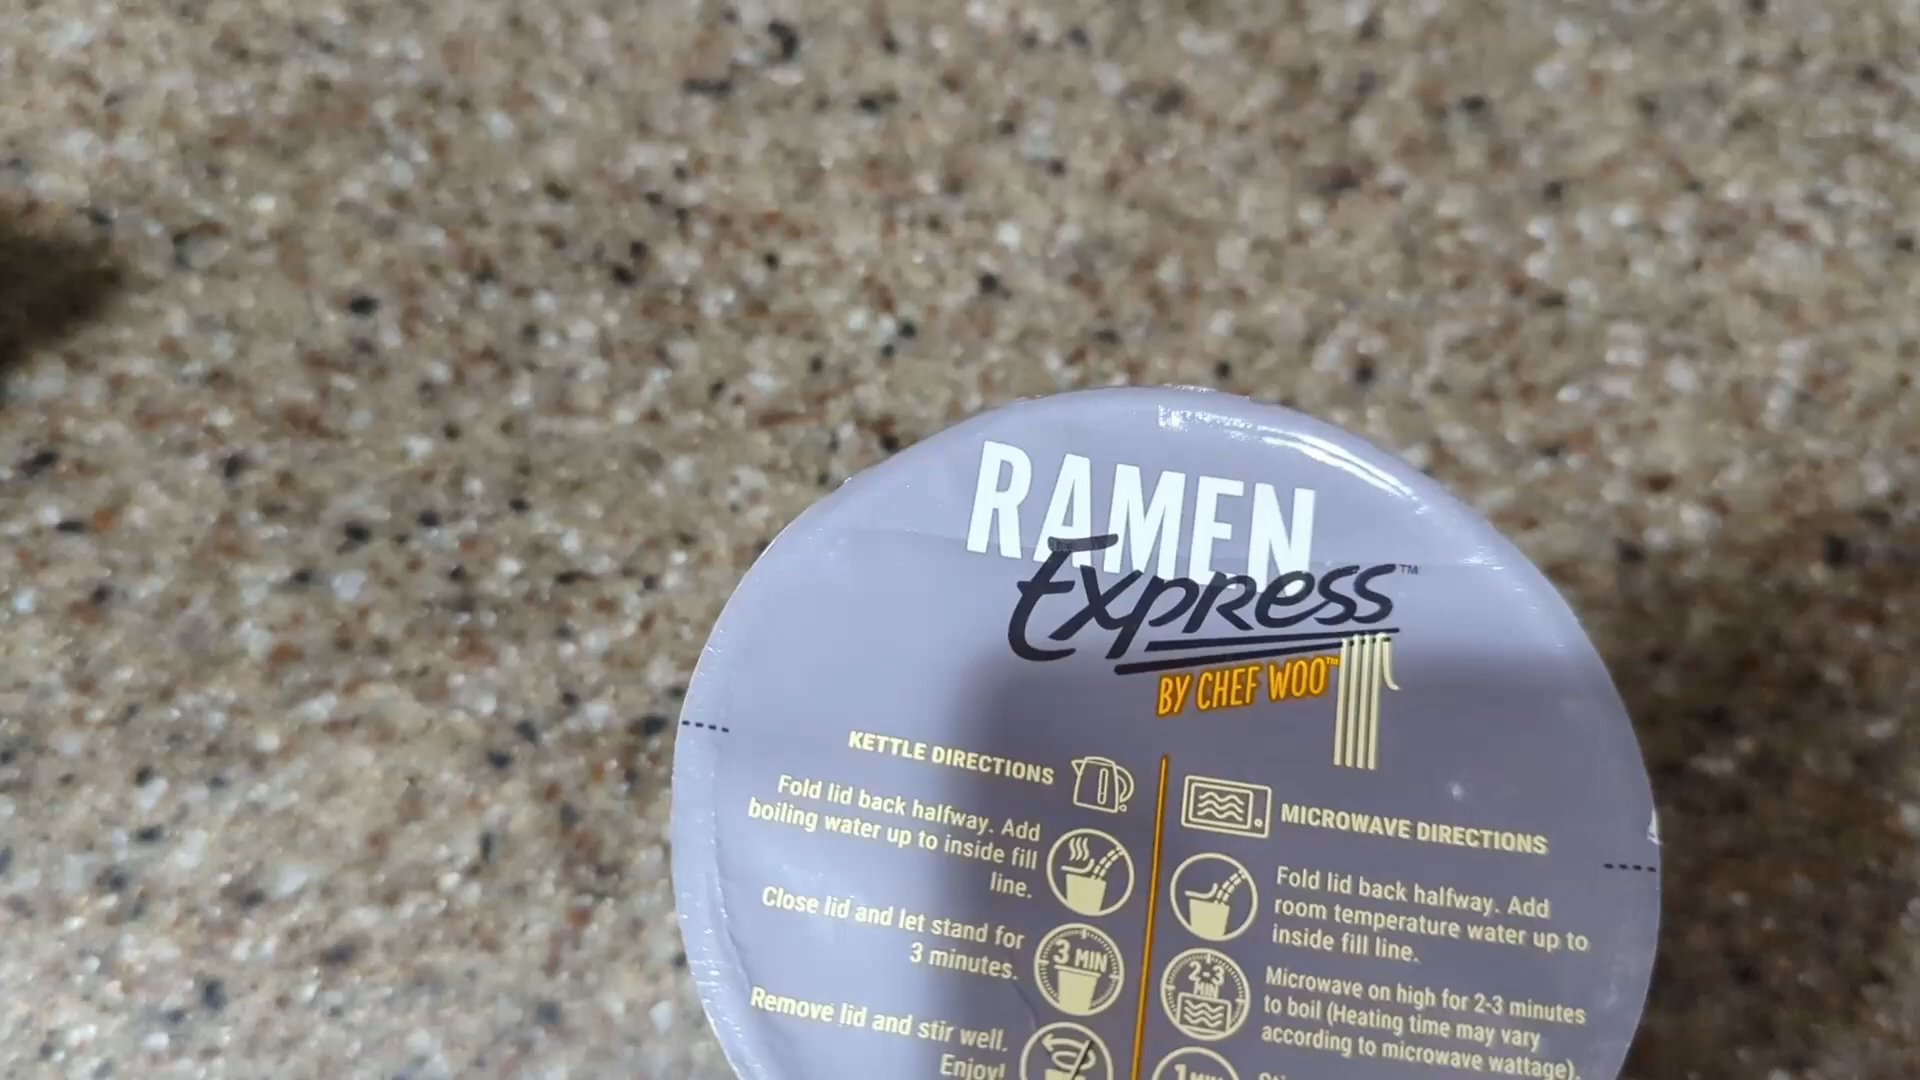 RAMEN
Express™
BY CHEF WOO™
KETTLE DIRECTIONS
Fold lid back halfway. Add
boiling water up to inside fill
line.
Close lid and let stand for
3 minutes.
3 MIN
Remove lid and stir well.
Enjoy!
MICROWAVE DIRECTIONS
Fold lid back halfway. Add
room temperature water up to
inside fill line.
2-3
MIN
Microwave on high for 2-3 minutes
to boil (Heating time may vary
according to microwave wattage).
1 MIN